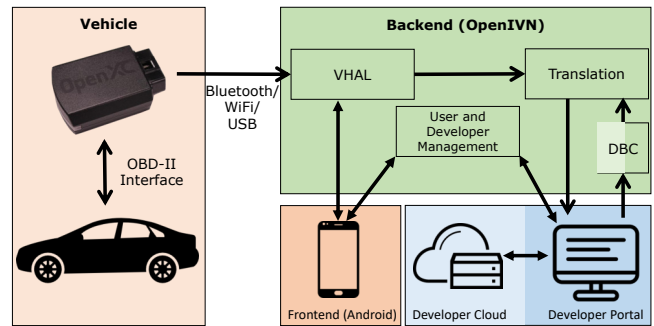 Vehicle
OpenXC
OBD-II
Interface
Bluetooth/
WiFi/
USB
Backend (OpenIVN)
VHAL
Translation
User and
Developer
Management
DBC
Frontend (Android)
Developer Cloud
Developer Portal